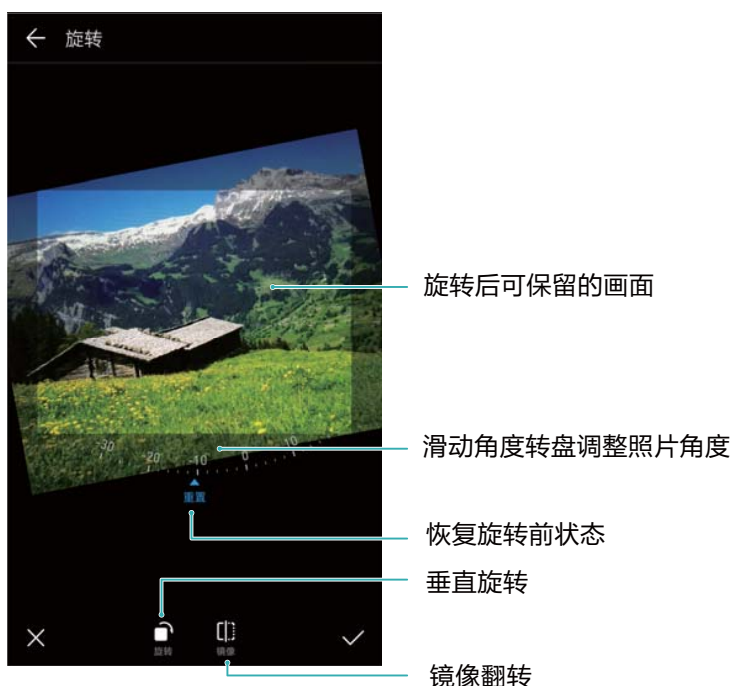 旋转
旋转后可保留的画面
滑动角度转盘调整照片角度
-30 -20 -10 0 10
重置
恢复旋转前状态
垂直旋转
旋转 镜像
镜像翻转